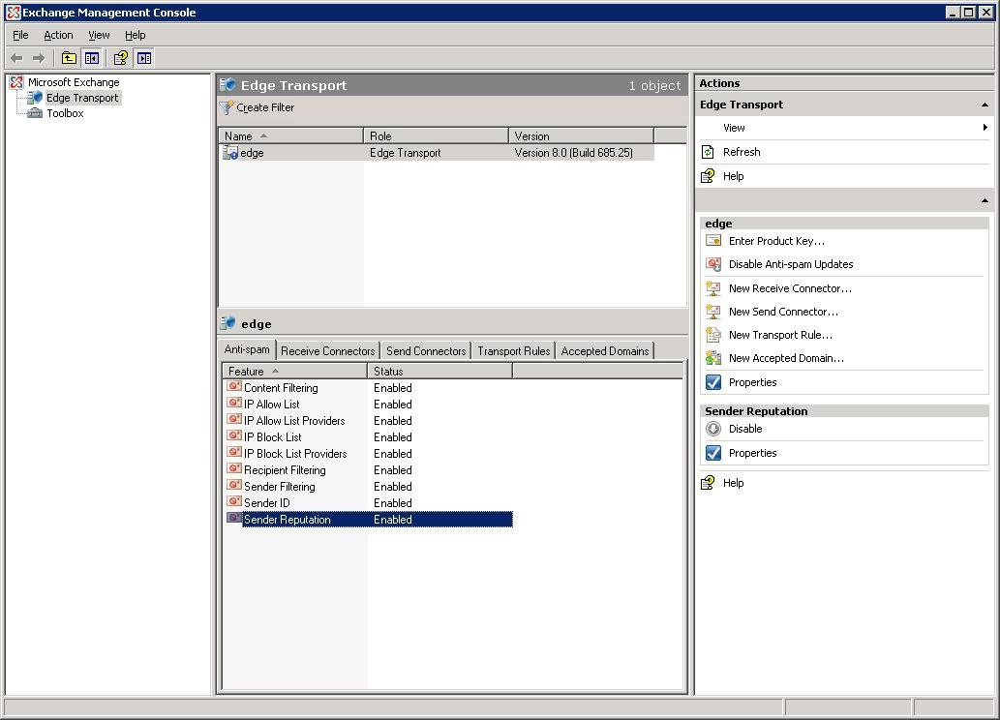 Exchange Management Console
File Action View Help
Microsoft Exchange
Edge Transport
Toolbox
Edge Transport 1 object
Create Filter
Name Role Version
edge Edge Transport Version 8.0 (Build 685.25)
edge
Anti-spam Receive Connectors Send Connectors Transport Rules Accepted Domains
Feature Status
Content Filtering Enabled
IP Allow List Enabled
IP Allow List Providers Enabled
IP Block List Enabled
IP Block List Providers Enabled
Recipient Filtering Enabled
Sender Filtering Enabled
Sender ID Enabled
Sender Reputation Enabled
Actions
Edge Transport
View
Refresh
Help
edge
Enter Product Key...
Disable Anti-spam Updates
New Receive Connector...
New Send Connector...
New Transport Rule...
New Accepted Domain...
Properties
Sender Reputation
Disable
Properties
Help